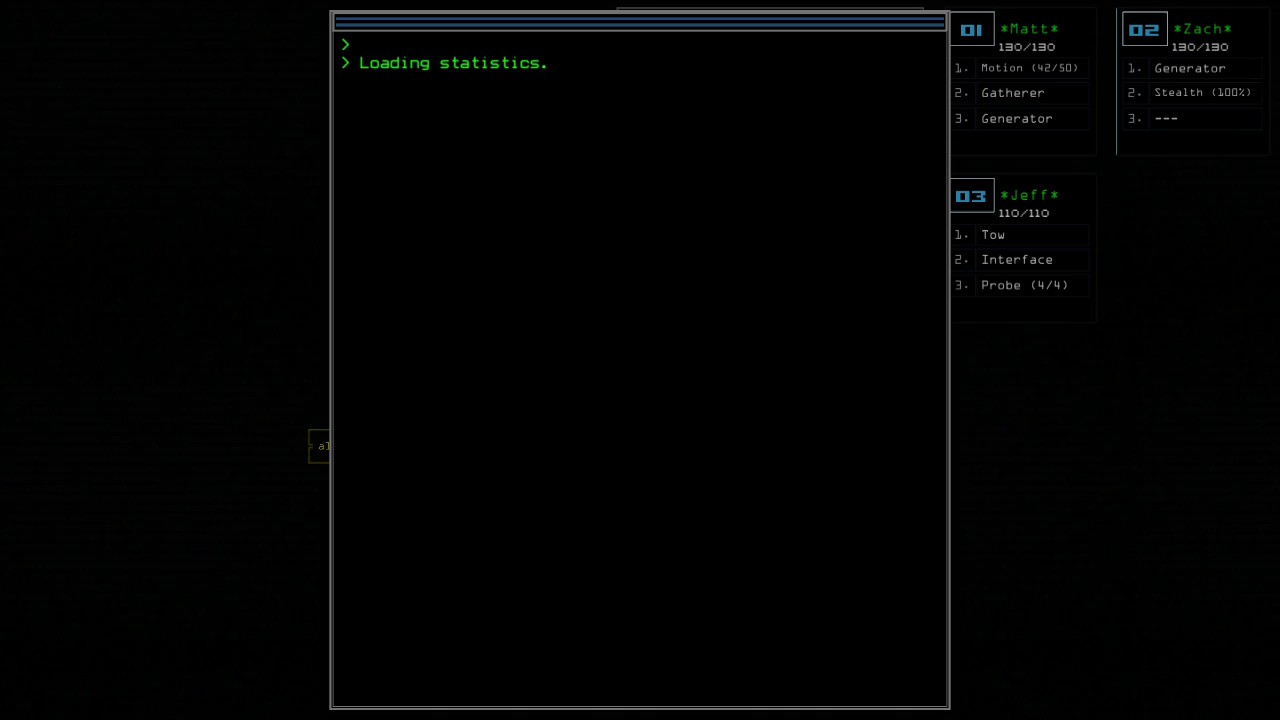 >
> Loading statistics.
01 *Matt*
130/130
1. Motion (42/50)
2. Gatherer
3. Generator
02 *Zach*
130/130
1. Generator
2. Stealth (100%)
3. ---
03 *Jeff*
110/110
1. Tow
2. Interface
3. Probe (4/4)